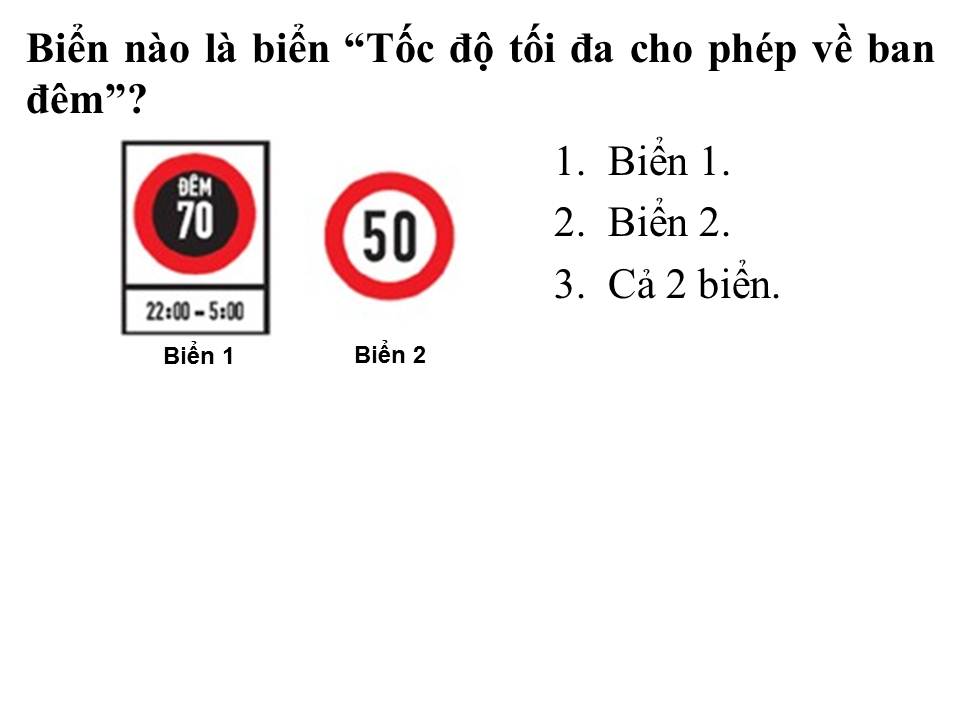 Biển nào là biển “Tốc độ tối đa cho phép về ban
đêm”?
ĐÊM
70
22:00 – 5:00
Biển 1
50
Biển 2
1. Biển 1.
2. Biển 2.
3. Cả 2 biển.